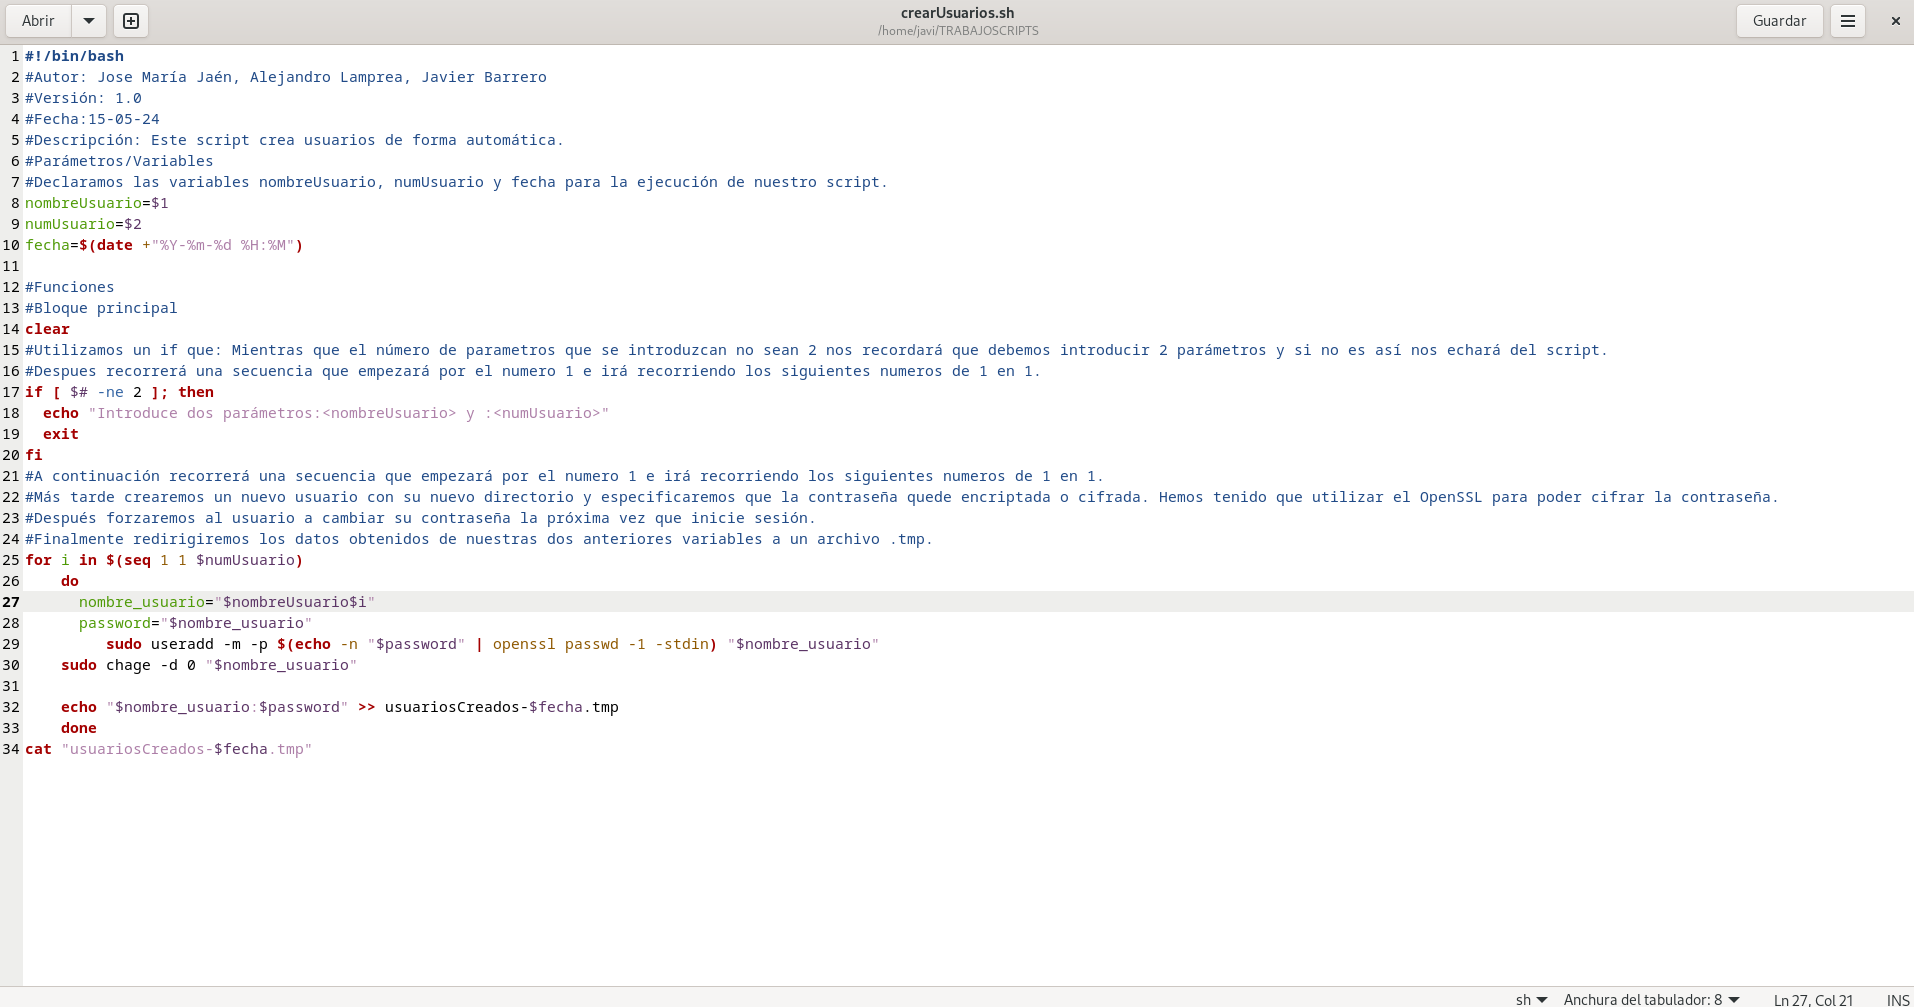 Abrir
crearUsuarios.sh
/home/javi/TRABAJOSCRIPTS
Guardar
1 #!/bin/bash
2 #Autor: Jose María Jaén, Alejandro Lamprea, Javier Barrero
3 #Versión: 1.0
4 #Fecha:15-05-24
5 #Descripción: Este script crea usuarios de forma automática.
6 #Parámetros/Variables
7 #Declaramos las variables nombreUsuario, numUsuario y fecha para la ejecución de nuestro script.
8 nombreUsuario=$1
9 numUsuario=$2
10 fecha=$(date +"%Y-%m-%d %H:%M")
11
12 #Funciones
13 #Bloque principal
14 clear
15 #Utilizamos un if que: Mientras que el número de parametros que se introduzcan no sean 2 nos recordará que debemos introducir 2 parámetros y si no es así nos echará del script.
16 #Despues recorrerá una secuencia que empezará por el numero 1 e irá recorriendo los siguientes numeros de 1 en 1.
17 if [ $# -ne 2 ]; then
18   echo "Introduce dos parámetros:<nombreUsuario> y :<numUsuario>"
19   exit
20 fi
21 #A continuación recorrerá una secuencia que empezará por el numero 1 e irá recorriendo los siguientes numeros de 1 en 1.
22 #Más tarde crearemos un nuevo usuario con su nuevo directorio y especificaremos que la contraseña quede encriptada o cifrada. Hemos tenido que utilizar el OpenSSL para poder cifrar la contraseña.
23 #Después forzaremos al usuario a cambiar su contraseña la próxima vez que inicie sesión.
24 #Finalmente redirigiremos los datos obtenidos de nuestras dos anteriores variables a un archivo .tmp.
25 for i in $(seq 1 1 $numUsuario)
26     do
27       nombre_usuario="$nombreUsuario$i"
28       password="$nombre_usuario"
29          sudo useradd -m -p $(echo -n "$password" | openssl passwd -1 -stdin) "$nombre_usuario"
30     sudo chage -d 0 "$nombre_usuario"
31
32     echo "$nombre_usuario:$password" >> usuariosCreados-$fecha.tmp
33     done
34 cat "usuariosCreados-$fecha.tmp"
sh
Anchura del tabulador: 8
Ln 27, Col 21
INS